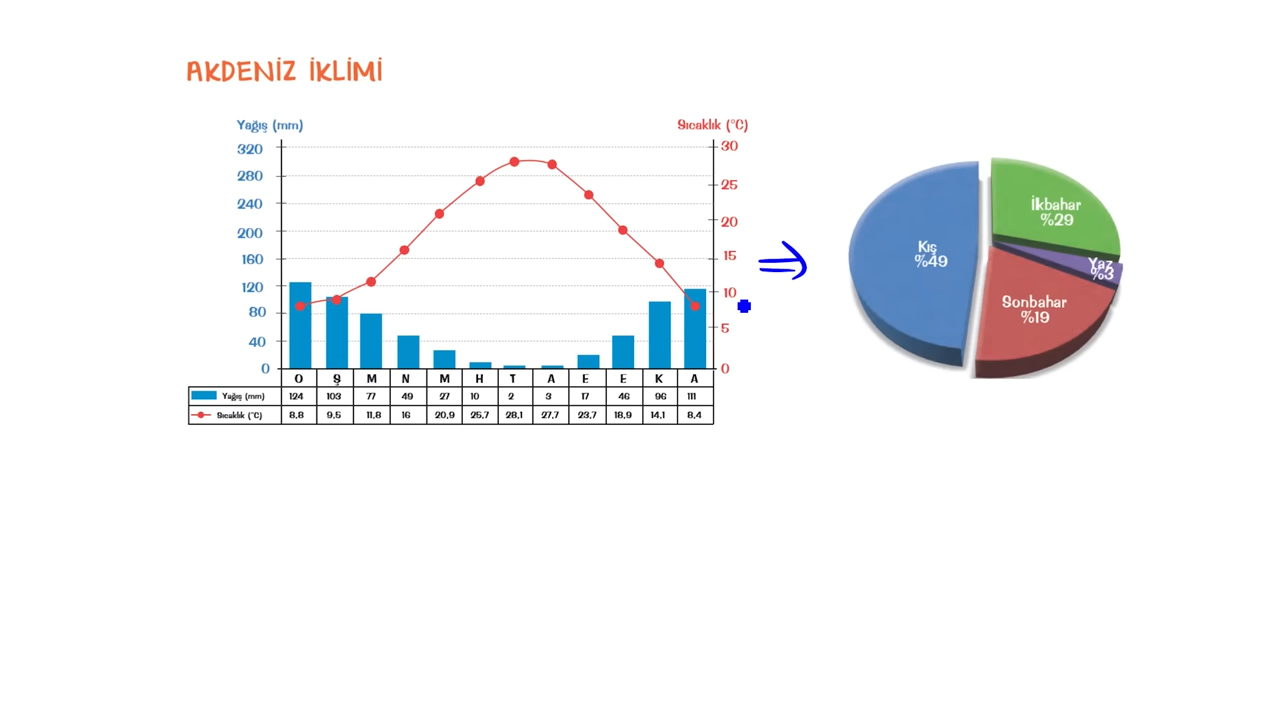 AKDENİZ İKLİMİ
Yağış (mm)
Sıcaklık (°C)
320
280
240
200
160
120
80
40
0
30
25
20
15
10
5
0
O Ş M N M H T A E E K A
Yağış (mm) 124 103 77 49 27 10 2 3 17 46 96 111
Sıcaklık (°C) 8,8 9,5 11,8 16 20,9 25,7 28,1 27,7 23,7 18,9 14,1 8,4
Kış
%49
İlkbahar
%29
Yaz
%3
Sonbahar
%19